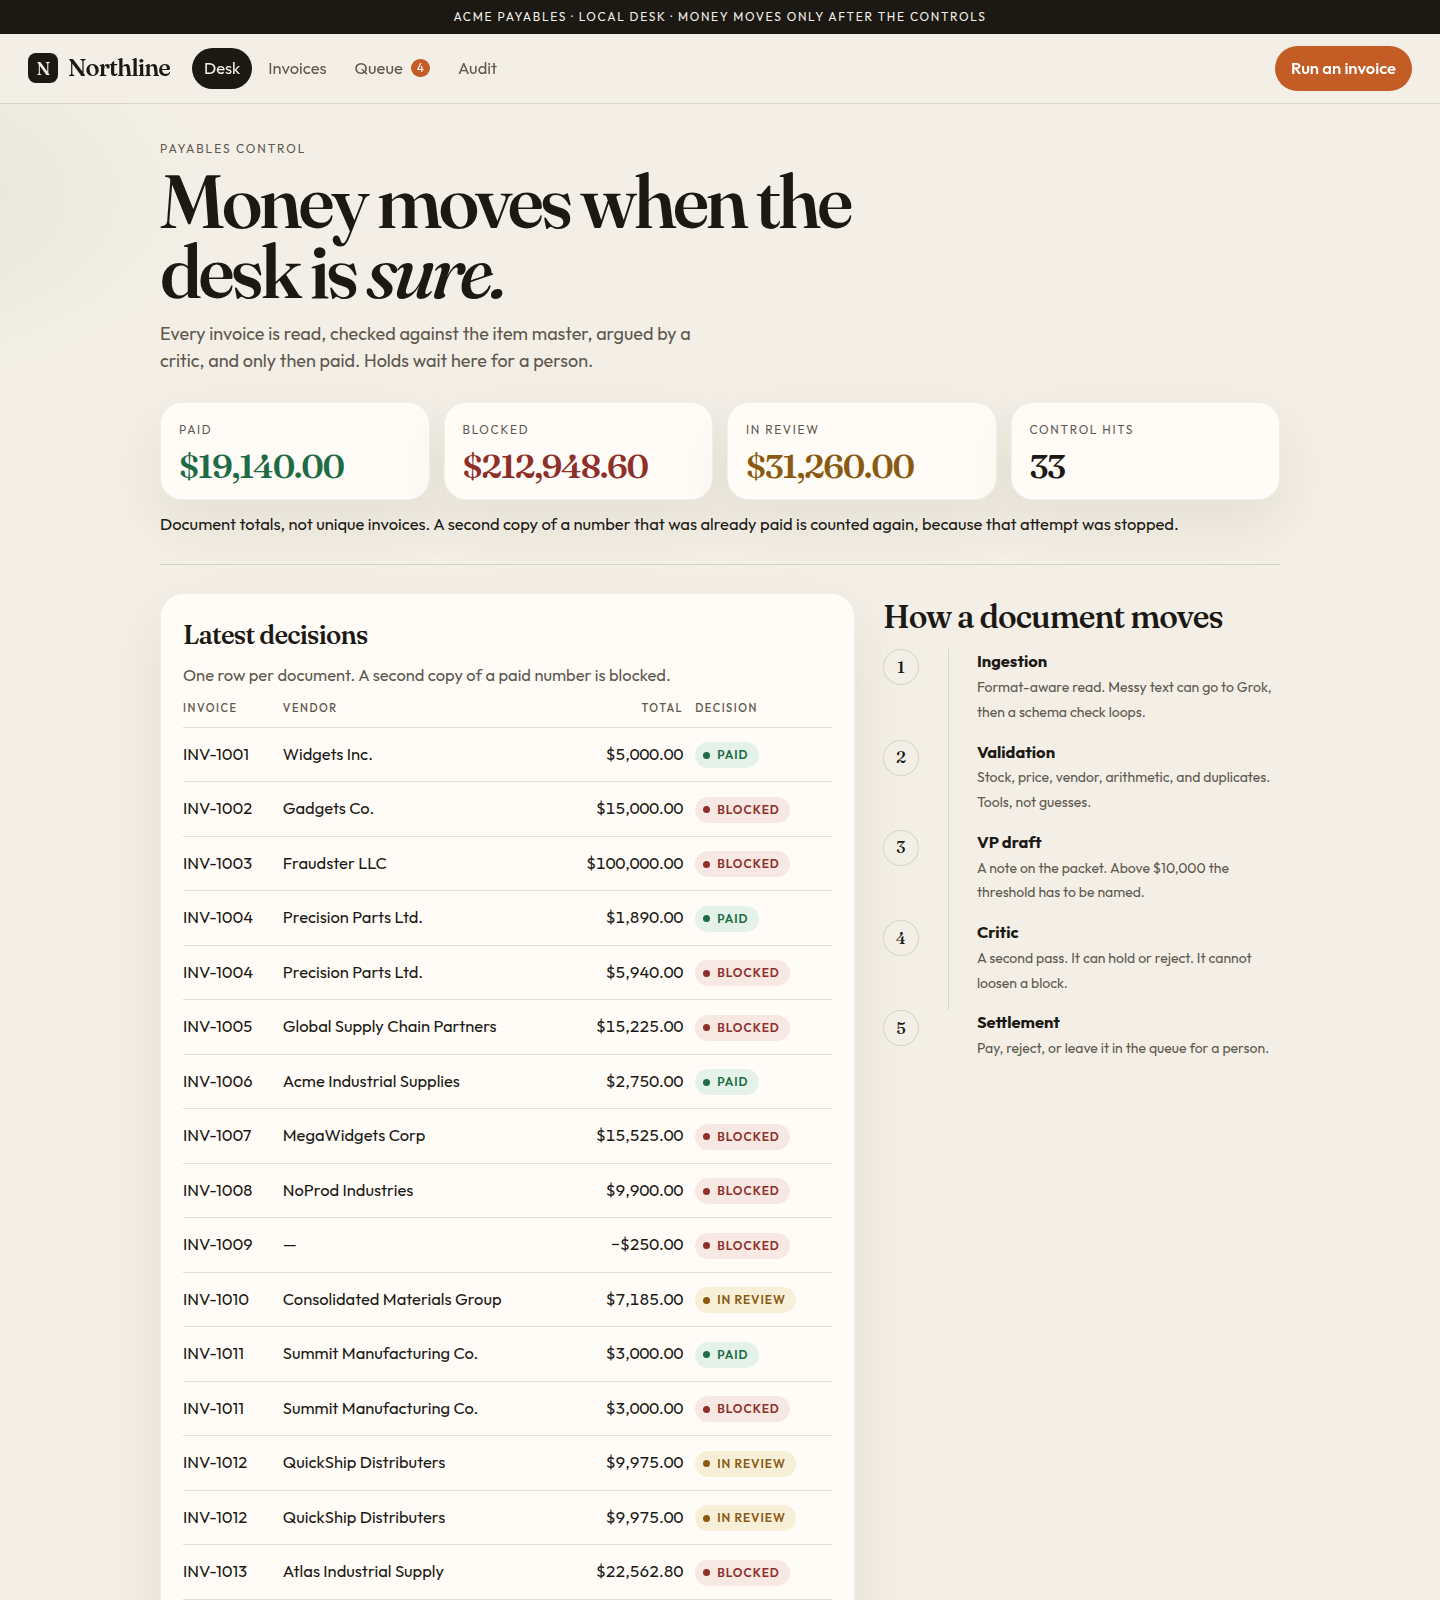 ACME PAYABLES · LOCAL DESK · MONEY MOVES ONLY AFTER THE CONTROLS
N Northline Desk Invoices Queue 4 Audit Run an invoice
PAYABLES CONTROL
Money moves when the
desk is sure.
Every invoice is read, checked against the item master, argued by a
critic, and only then paid. Holds wait here for a person.
PAID
$19,140.00
BLOCKED
$212,948.60
IN REVIEW
$31,260.00
CONTROL HITS
33
Document totals, not unique invoices. A second copy of a number that was already paid is counted again, because that attempt was stopped.
Latest decisions
One row per document. A second copy of a paid number is blocked.
INVOICE VENDOR TOTAL DECISION
INV-1001 Widgets Inc. $5,000.00 PAID
INV-1002 Gadgets Co. $15,000.00 BLOCKED
INV-1003 Fraudster LLC $100,000.00 BLOCKED
INV-1004 Precision Parts Ltd. $1,890.00 PAID
INV-1004 Precision Parts Ltd. $5,940.00 BLOCKED
INV-1005 Global Supply Chain Partners $15,225.00 BLOCKED
INV-1006 Acme Industrial Supplies $2,750.00 PAID
INV-1007 MegaWidgets Corp $15,525.00 BLOCKED
INV-1008 NoProd Industries $9,900.00 BLOCKED
INV-1009 — −$250.00 BLOCKED
INV-1010 Consolidated Materials Group $7,185.00 IN REVIEW
INV-1011 Summit Manufacturing Co. $3,000.00 PAID
INV-1011 Summit Manufacturing Co. $3,000.00 BLOCKED
INV-1012 QuickShip Distributers $9,975.00 IN REVIEW
INV-1012 QuickShip Distributers $9,975.00 IN REVIEW
INV-1013 Atlas Industrial Supply $22,562.80 BLOCKED
How a document moves
1 Ingestion
Format-aware read. Messy text can go to Grok,
then a schema check loops.
2 Validation
Stock, price, vendor, arithmetic, and duplicates.
Tools, not guesses.
3 VP draft
A note on the packet. Above $10,000 the
threshold has to be named.
4 Critic
A second pass. It can hold or reject. It cannot
loosen a block.
5 Settlement
Pay, reject, or leave it in the queue for a person.